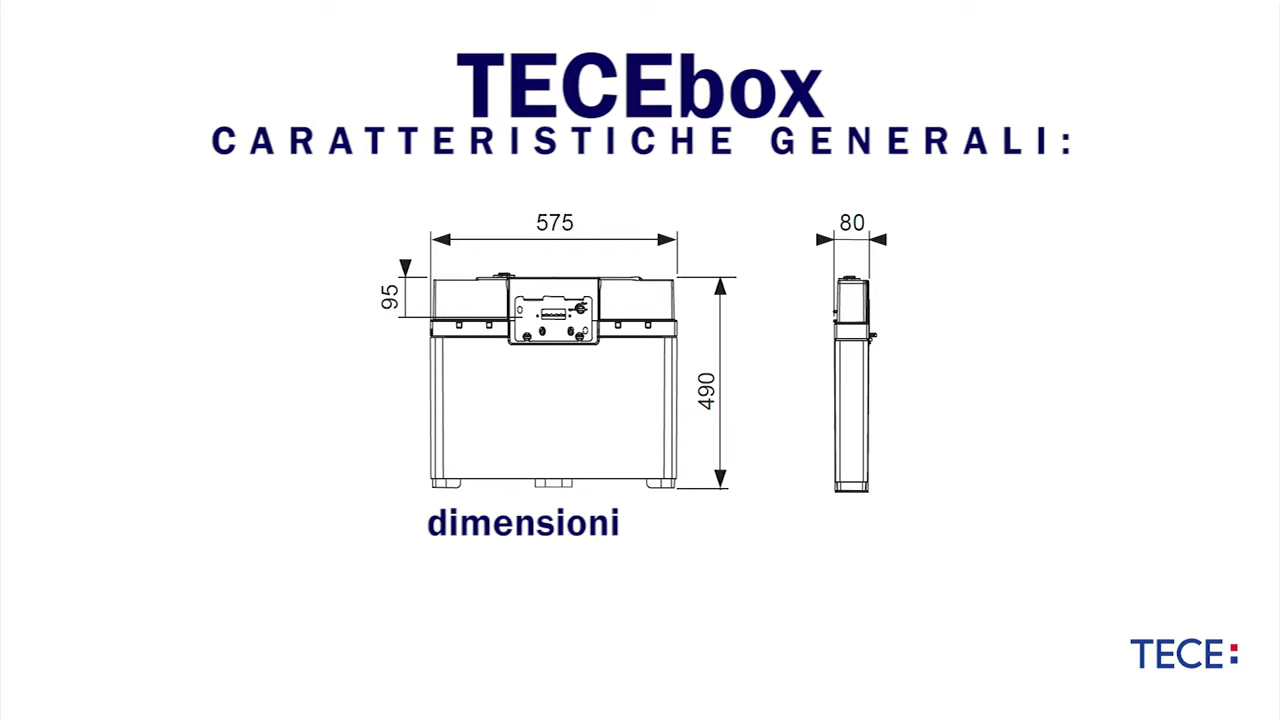 TECEbox
CARATTERISTICHE GENERALI:
575
80
95
490
dimensioni
TECE: